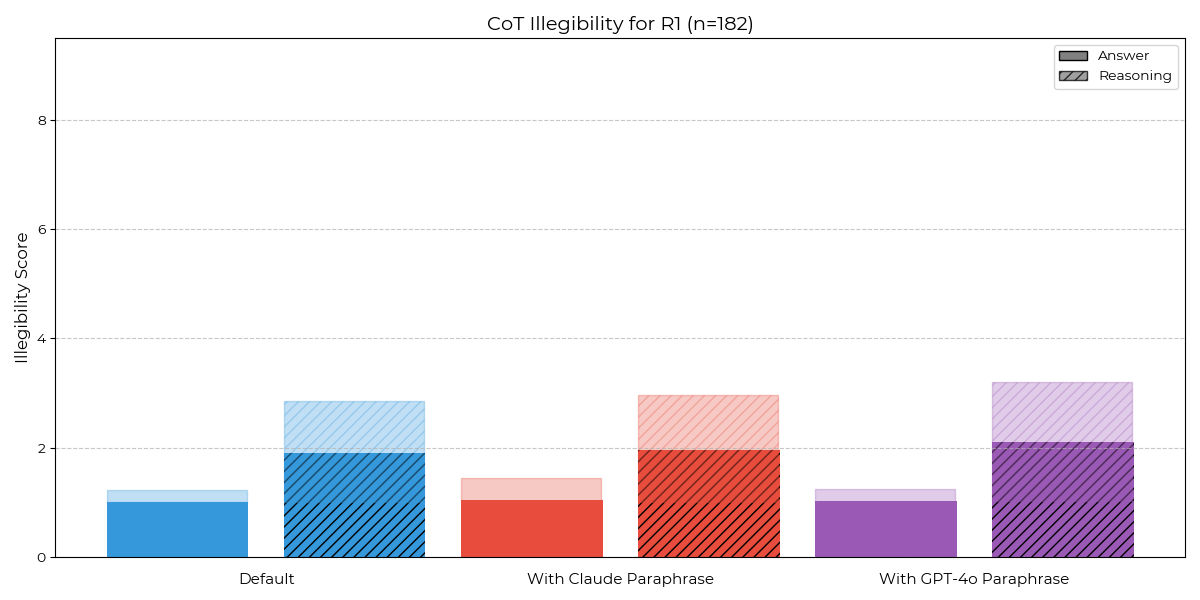 CoT Illegibility for R1 (n=182)
Answer
Reasoning
Illegibility Score
8
6
4
2
0
Default
With Claude Paraphrase
With GPT-4o Paraphrase